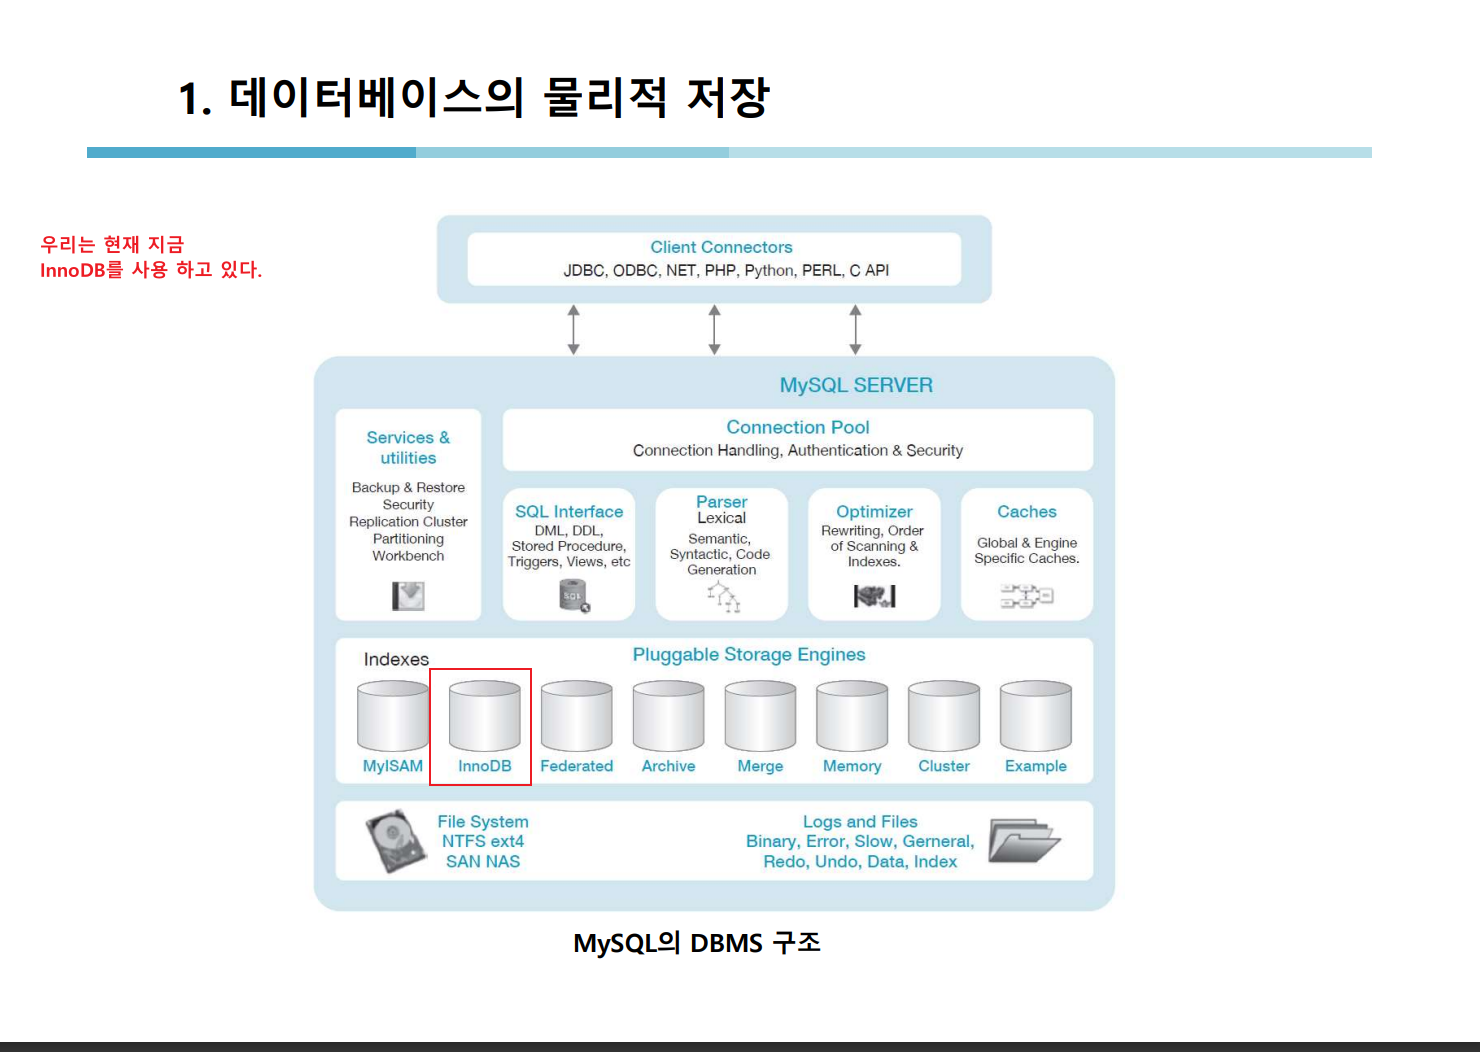 1. 데이터베이스의 물리적 저장
우리는 현재 지금
InnoDB를 사용 하고 있다.
Client Connectors
JDBC, ODBC, NET, PHP, Python, PERL, C API
MySQL SERVER
Services &
utilities
Backup & Restore
Security
Replication Cluster
Partitioning
Workbench
Connection Pool
Connection Handling, Authentication & Security
SQL Interface
DML, DDL,
Stored Procedure,
Triggers, Views, etc
SQL
Parser
Lexical
Semantic,
Syntactic, Code
Generation
Optimizer
Rewriting, Order
of Scanning &
Indexes.
Caches
Global & Engine
Specific Caches.
Indexes
Pluggable Storage Engines
MyISAM
InnoDB
Federated
Archive
Merge
Memory
Cluster
Example
File System
NTFS ext4
SAN NAS
Logs and Files
Binary, Error, Slow, Gerneral,
Redo, Undo, Data, Index
MySQL의 DBMS 구조